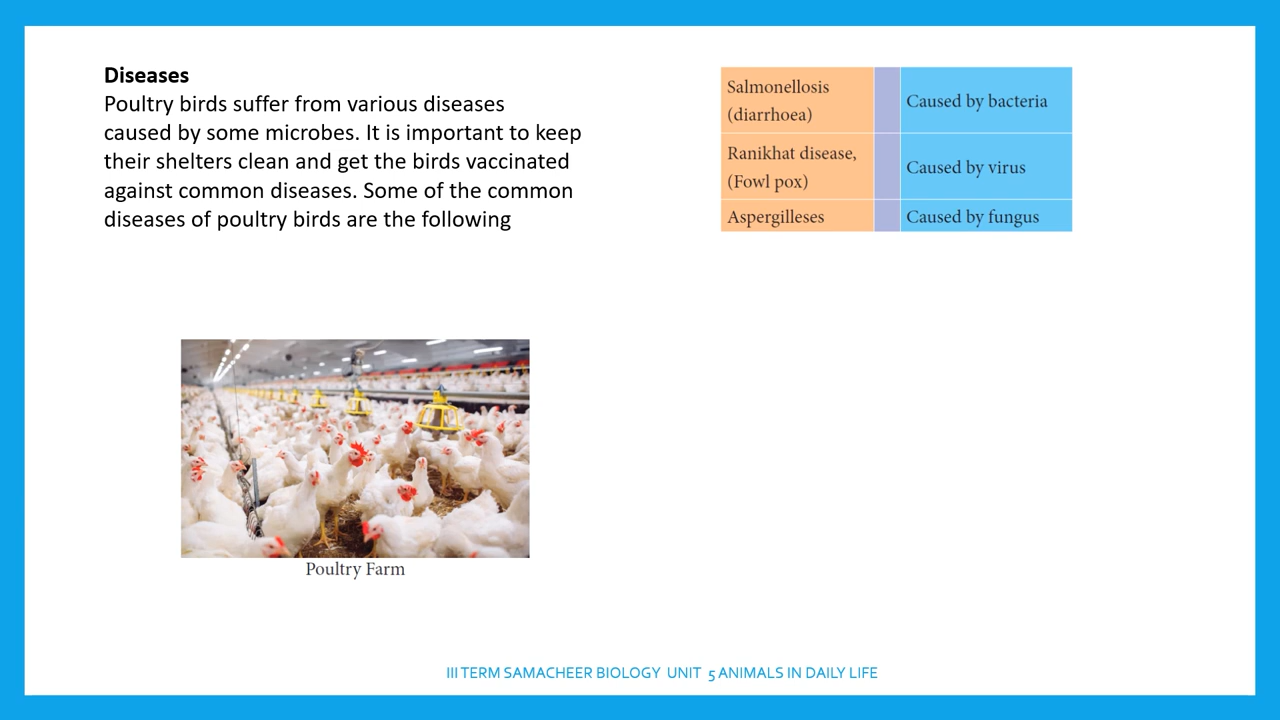 Diseases
Poultry birds suffer from various diseases
caused by some microbes. It is important to keep
their shelters clean and get the birds vaccinated
against common diseases. Some of the common
diseases of poultry birds are the following
Salmonellosis
(diarrhoea)
Caused by bacteria
Ranikhat disease,
(Fowl pox)
Caused by virus
Aspergilleses
Caused by fungus
Poultry Farm
III TERM SAMACHEER BIOLOGY UNIT 5 ANIMALS IN DAILY LIFE